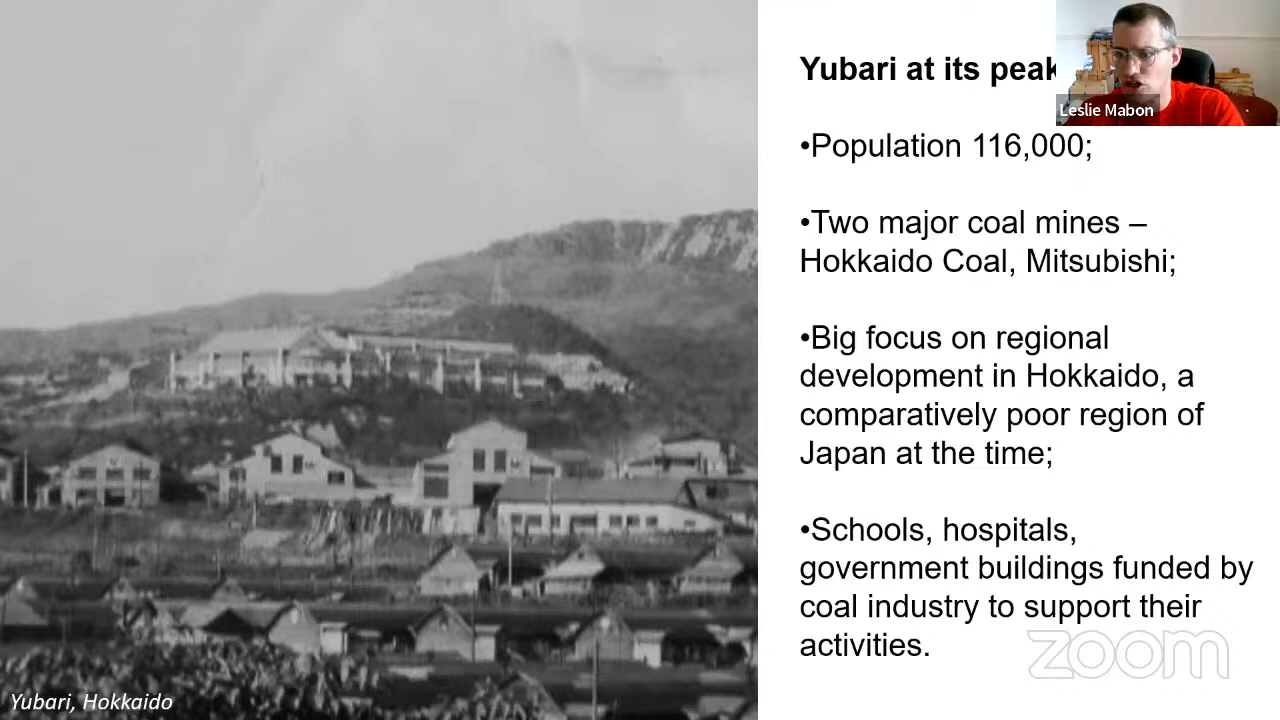 Yubari at its peak
Leslie Mabon
•Population 116,000;
•Two major coal mines –
Hokkaido Coal, Mitsubishi;
•Big focus on regional
development in Hokkaido, a
comparatively poor region of
Japan at the time;
•Schools, hospitals,
government buildings funded by
coal industry to support their
activities.
zoom
Yubari, Hokkaido